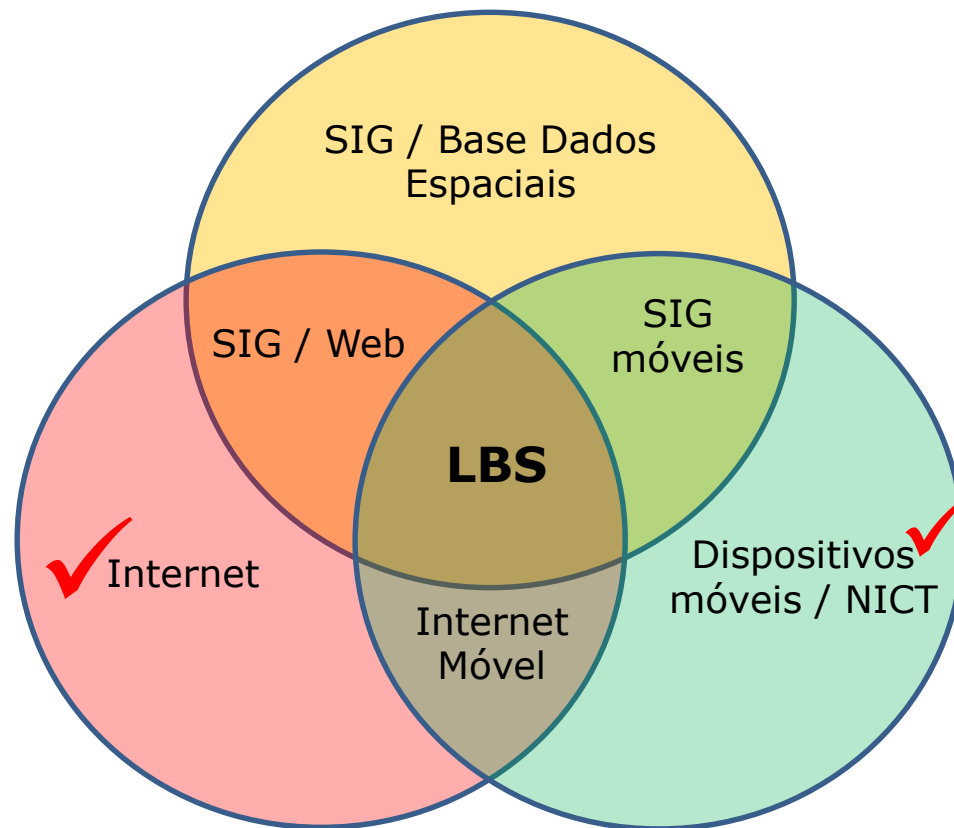 SIG / Base Dados
Espaciais
SIG / Web
SIG
móveis
LBS
Internet
Dispositivos
móveis / NICT
Internet
Móvel